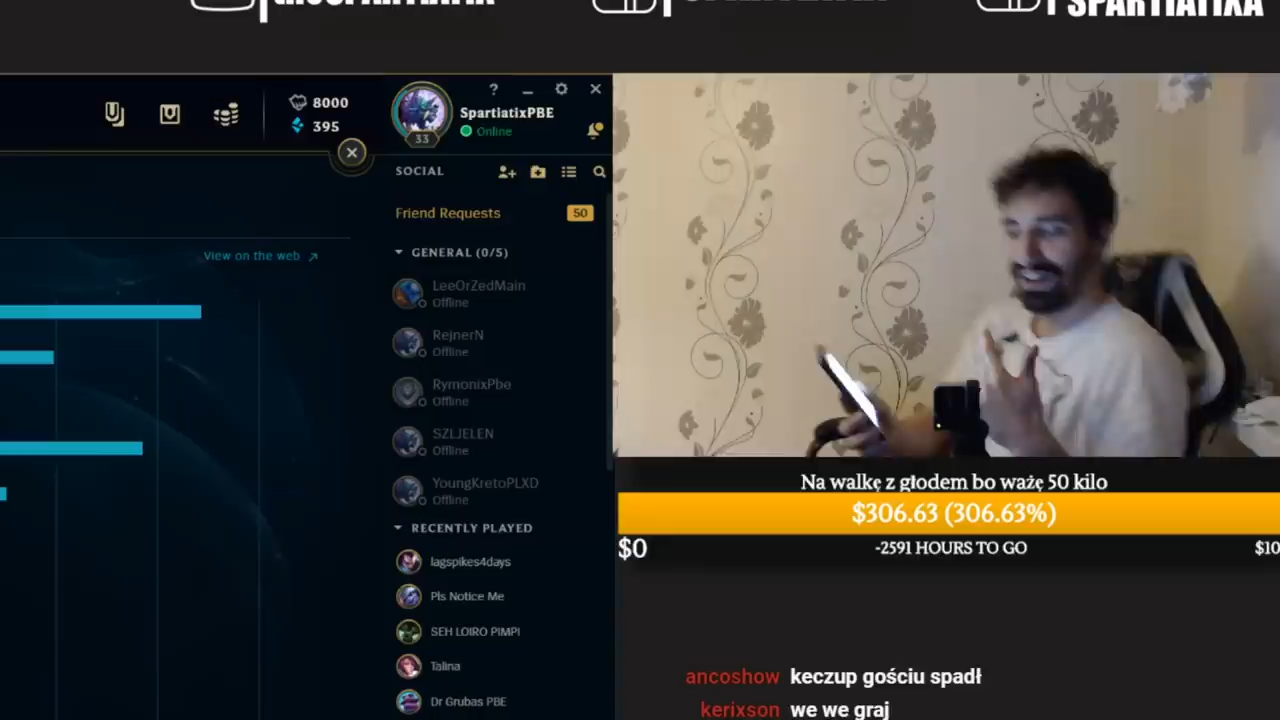 SPARTIATIXA
8000
395
33
?
SpartiatixPBE
Online
SOCIAL
Friend Requests
50
View on the web
GENERAL (0/5)
LeeOrZedMain
Offline
RejnerN
Offline
RymonixPbe
Offline
SZLJELEN
Offline
YoungKretoPLXD
Offline
RECENTLY PLAYED
lagspikes4days
Pls Notice Me
SEH LOIRO PIMPI
Talina
Dr Grubas PBE
Na walkę z głodem bo ważę 50 kilo
$306.63 (306.63%)
$0
-2591 HOURS TO GO
$10
ancoshow keczup gościu spadł
kerixson we we graj